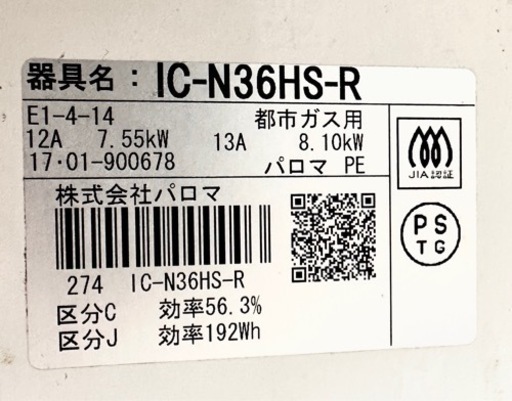 器具名：IC-N36HS-R
E1-4-14 都市ガス用
12A 7.55kW 13A 8.10kW
17・01-900678 パロマ PE
JIA認証
株式会社パロマ
PS
TG
274 IC-N36HS-R
区分C 効率56.3%
区分J 効率192Wh